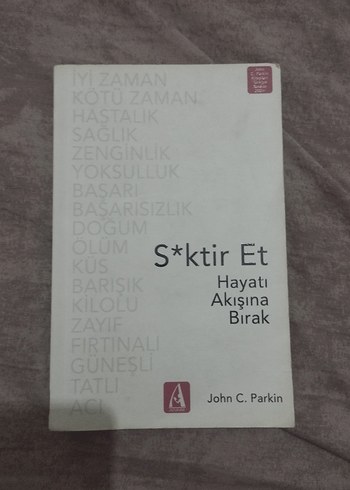 İYİ ZAMAN
KÖTÜ ZAMAN
HASTALIK
SAĞLIK
ZENGİNLİK
YOKSULLUK
BAŞARI
BAŞARISIZLIK
DOĞUM
ÖLÜM
KÜS
BARIŞIK
KİLOLU
ZAYIF
FIRTINALI
GÜNEŞLİ
TATLI
ACI
S*ktir Et
Hayatı
Akışına
Bırak
John C. Parkin